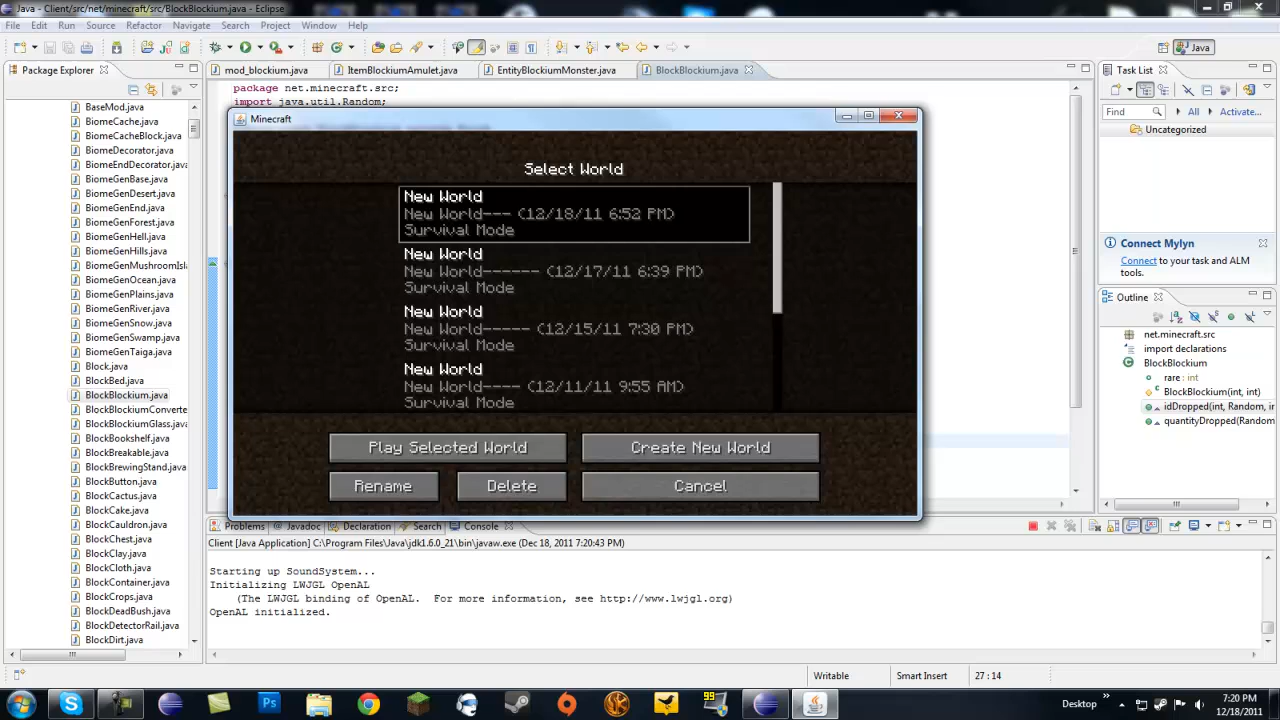 Java - Client/src/net/minecraft/src/BlockBlockium.java - Eclipse
File Edit Run Source Refactor Navigate Search Project Window Help
Java
Package Explorer
mod_blockium.java
ItemBlockiumAmulet.java
EntityBlockiumMonster.java
BlockBlockium.java
Task List
BaseMod.java
BiomeCache.java
BiomeCacheBlock.java
BiomeDecorator.java
BiomeEndDecorator.java
BiomeGenBase.java
BiomeGenDesert.java
BiomeGenEnd.java
BiomeGenForest.java
BiomeGenHell.java
BiomeGenHills.java
BiomeGenMushroomIsl
BiomeGenOcean.java
BiomeGenPlains.java
BiomeGenRiver.java
BiomeGenSnow.java
BiomeGenSwamp.java
BiomeGenTaiga.java
Block.java
BlockBed.java
BlockBlockium.java
BlockBlockiumConverte
BlockBlockiumGlass.java
BlockBookshelf.java
BlockBreakable.java
BlockBrewingStand.java
BlockButton.java
BlockCactus.java
BlockCake.java
BlockCauldron.java
BlockChest.java
BlockClay.java
BlockCloth.java
BlockContainer.java
BlockCrops.java
BlockDeadBush.java
BlockDetectorRail.java
BlockDirt.java
package net.minecraft.src;
import java.util.Random;
Minecraft
Select World
New World
New World--- (12/18/11 6:52 PM)
Survival Mode
New World
New World------ (12/17/11 6:39 PM)
Survival Mode
New World
New World----- (12/15/11 7:30 PM)
Survival Mode
New World
New World---- (12/11/11 9:55 AM)
Survival Mode
Play Selected World
Create New World
Rename
Delete
Cancel
Find
All
Activate...
Uncategorized
Connect Mylyn
Connect to your task and ALM
tools.
Outline
net.minecraft.src
import declarations
BlockBlockium
rare : int
BlockBlockium(int, int)
idDropped(int, Random, ir
quantityDropped(Random
Problems Javadoc Declaration Search Console
Client [Java Application] C:\Program Files\Java\jdk1.6.0_21\bin\javaw.exe (Dec 18, 2011 7:20:43 PM)
Starting up SoundSystem...
Initializing LWJGL OpenAL
(The LWJGL binding of OpenAL. For more information, see http://www.lwjgl.org)
OpenAL initialized.
Writable
Smart Insert
27 : 14
Ps
99
Desktop
7:20 PM
12/18/2011